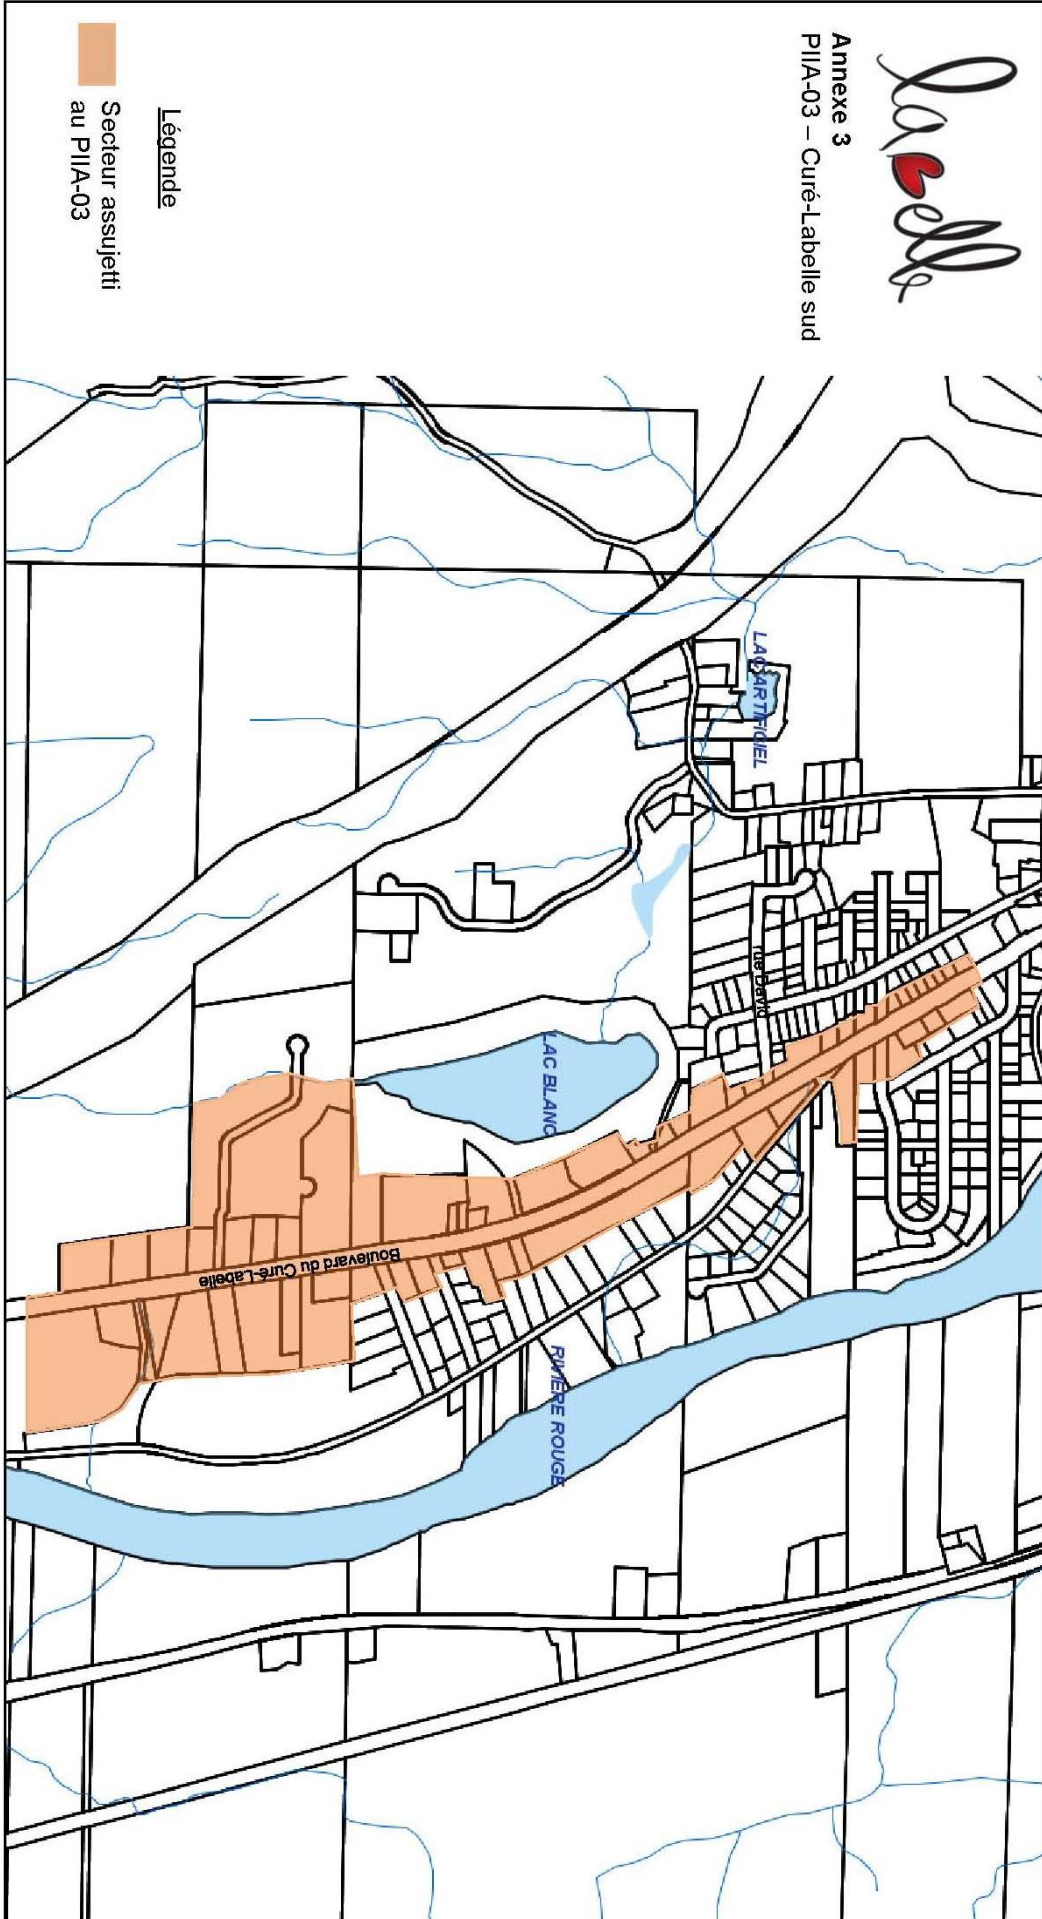 Labelle
Annexe 3
PIIA-03 – Curé-Labelle sud
Légende
Secteur assujetti
au PIIA-03
LAC ARTIFICIEL
rue David
LAC BLANC
Boulevard du Curé-Labelle
RIVIERE ROUGE